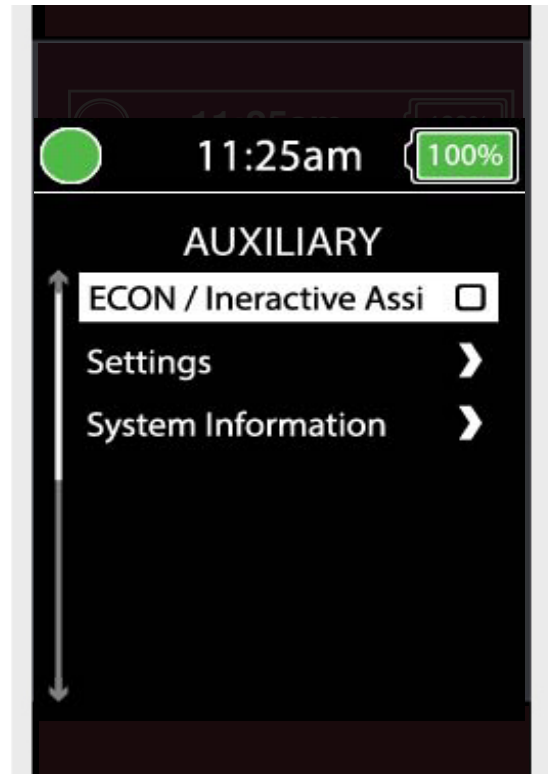 11:25am 100%
AUXILIARY
ECON / Ineractive Assi
Settings
System Information